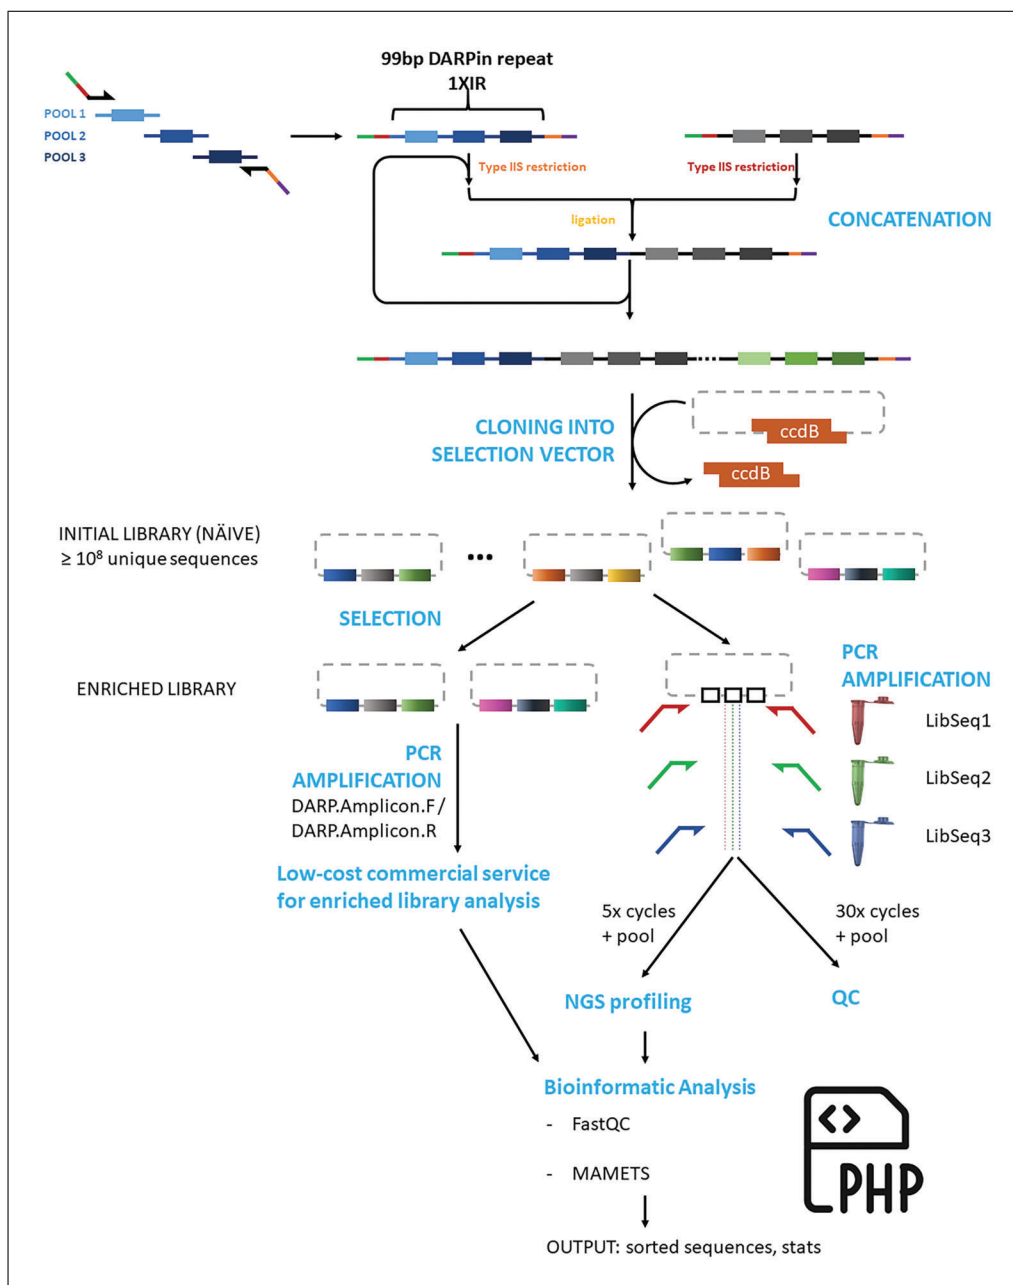 99bp DARPin repeat
1XIR
POOL 1
POOL 2
POOL 3
Type IIS restriction
Type IIS restriction
ligation
CONCATENATION
CLONING INTO
SELECTION VECTOR
ccdB
ccdB
INITIAL LIBRARY (NÄIVE)
≥ 10⁸ unique sequences
SELECTION
ENRICHED LIBRARY
PCR
AMPLIFICATION
LibSeq1
LibSeq2
LibSeq3
PCR
AMPLIFICATION
DARP.Amplicon.F/
DARP.Amplicon.R
Low-cost commercial service
for enriched library analysis
5x cycles
+ pool
30x cycles
+ pool
NGS profiling
QC
Bioinformatic Analysis
- FastQC
- MAMETS
PHP
OUTPUT: sorted sequences, stats